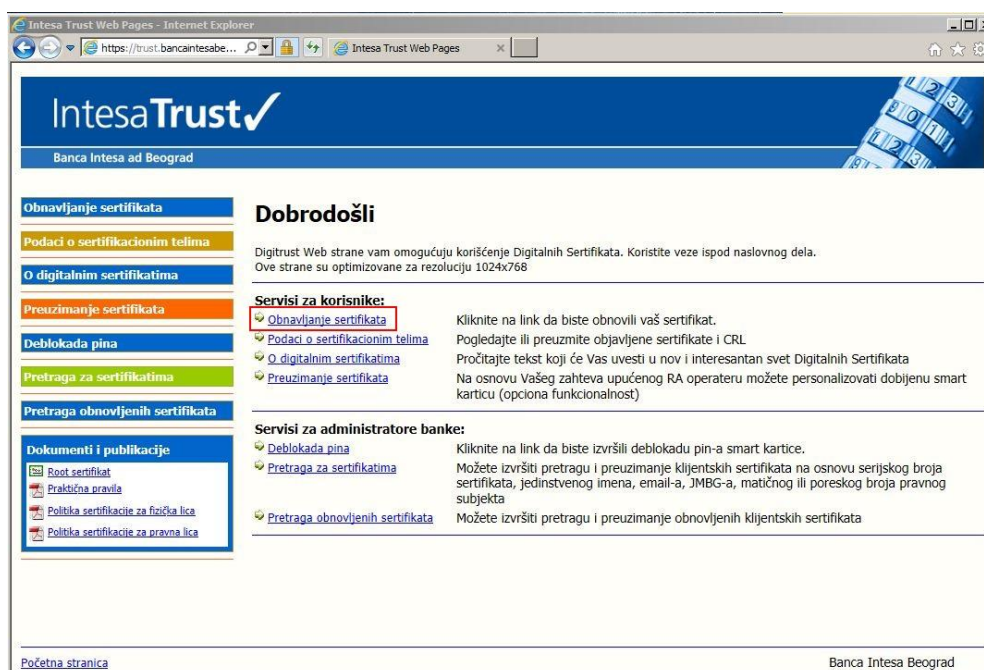 Intesa Trust Web Pages - Internet Explorer
https://trust.bancaintesabe...
Intesa Trust Web Pages
IntesaTrust
Banca Intesa ad Beograd
Obnavljanje sertifikata
Podaci o sertifikacionim telima
O digitalnim sertifikatima
Preuzimanje sertifikata
Deblokada pina
Pretraga za sertifikatima
Pretraga obnovljenih sertifikata
Dokumenti i publikacije
Root sertifikat
Praktična pravila
Politika sertifikacije za fizička lica
Politika sertifikacije za pravna lica
Dobrodošli
Digitrust Web strane vam omogućuju korišćenje Digitalnih Sertifikata. Koristite veze ispod naslovnog dela.
Ove strane su optimizovane za rezoluciju 1024x768
Servisi za korisnike:
Obnavljanje sertifikata Kliknite na link da biste obnovili vaš sertifikat.
Podaci o sertifikacionim telima Pogledajte ili preuzmite objavljene sertifikate i CRL
O digitalnim sertifikatima Pročitajte tekst koji će Vas uvesti u nov i interesantan svet Digitalnih Sertifikata
Preuzimanje sertifikata Na osnovu Vašeg zahteva upućenog RA operateru možete personalizovati dobijenu smart
karticu (opciona funkcionalnost)
Servisi za administratore banke:
Deblokada pina Kliknite na link da biste izvršili deblokadu pin-a smart kartice.
Pretraga za sertifikatima Možete izvršiti pretragu i preuzimanje klijentskih sertifikata na osnovu serijskog broja
sertifikata, jedinstvenog imena, email-a, JMBG-a, matičnog ili poreskog broja pravnog
subjekta
Pretraga obnovljenih sertifikata Možete izvršiti pretragu i preuzimanje obnovljenih klijentskih sertifikata
Početna stranica Banca Intesa Beograd